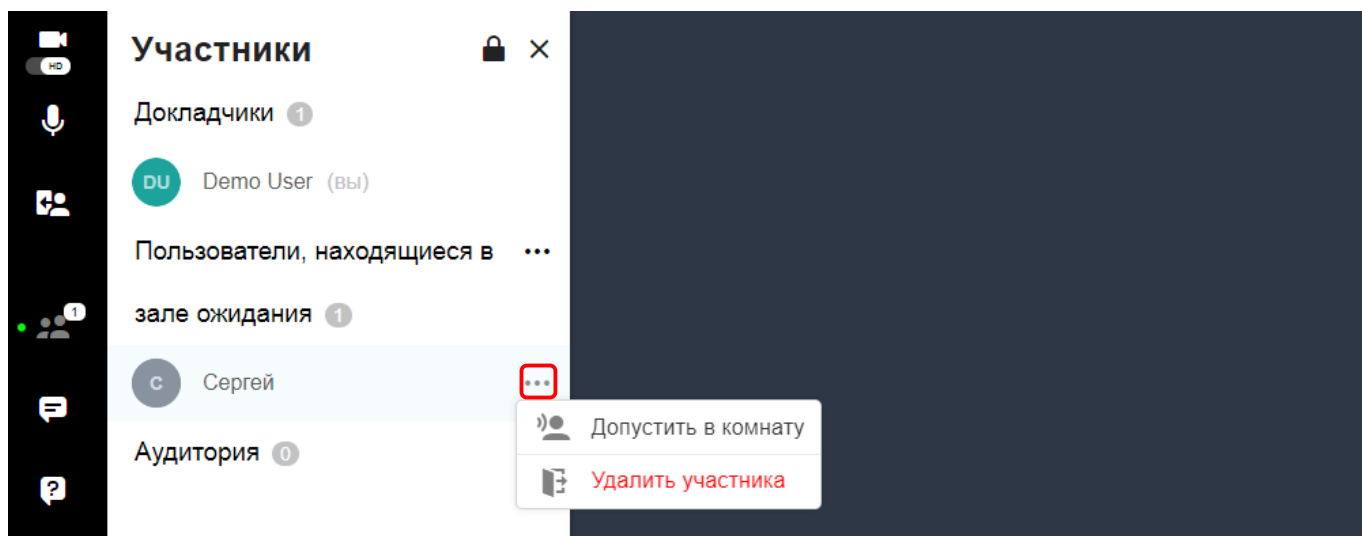 HD
Участники
Докладчики 1
DU Demo User (вы)
Пользователи, находящиеся в
зале ожидания 1
1
С Сергей
Допустить в комнату
Аудитория 0
Удалить участника
?